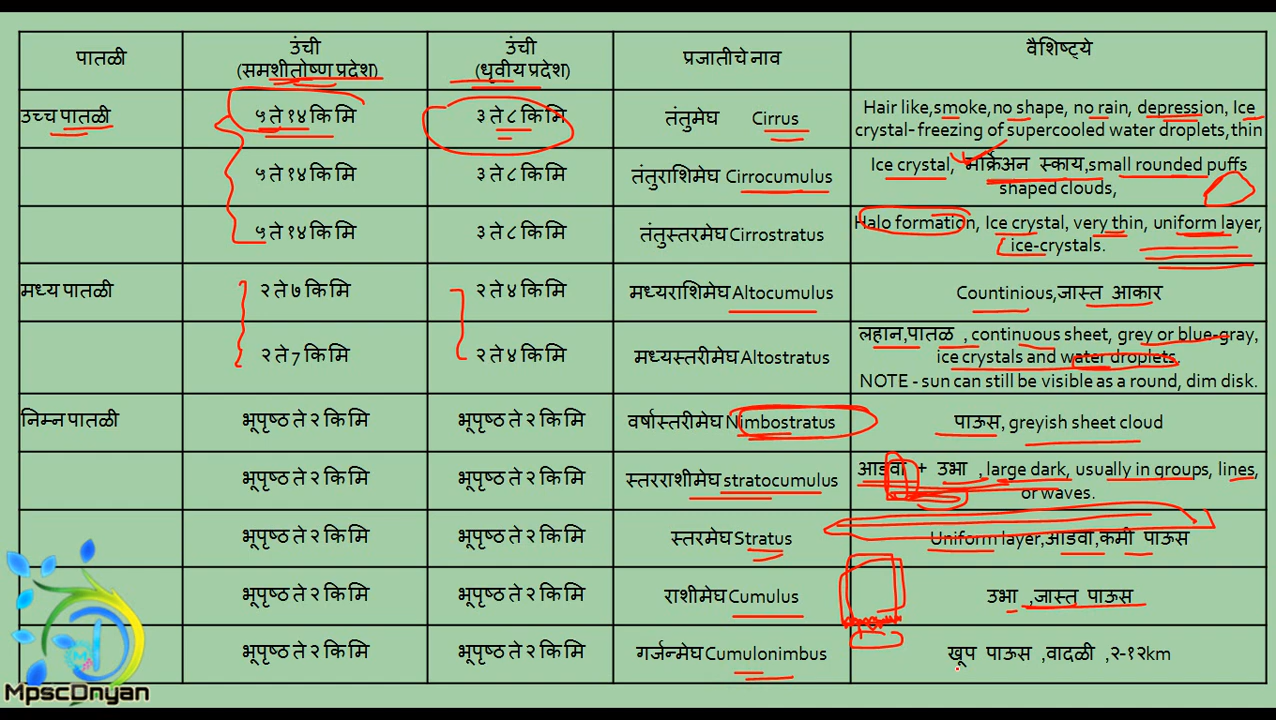 पातळी
उंची
(समशीतोष्ण प्रदेश)
उंची
(धृवीय प्रदेश)
प्रजातीचे नाव
वैशिष्ट्ये
उच्च पातळी
५ ते १४ कि मि
३ ते ८ कि मि
तंतुमेघ Cirrus
Hair like,smoke,no shape, no rain, depression, Ice
crystal-freezing of supercooled water droplets,thin
५ ते १४ कि मि
३ ते ८ कि मि
तंतुराशिमेघ Cirrocumulus
Ice crystal, माक्रेअन स्काय,small rounded puffs
shaped clouds,
५ ते १४ कि मि
३ ते ८ कि मि
तंतुस्तरमेघ Cirrostratus
Halo formation, Ice crystal, very thin, uniform layer,
ice-crystals.
मध्य पातळी
२ ते ७ कि मि
२ ते ४ कि मि
मध्यराशिमेघ Altocumulus
Countinious,जास्त आकार
२ ते 7 कि मि
२ ते ४ कि मि
मध्यस्तरीमेघ Altostratus
लहान,पातळ , continuous sheet, grey or blue-gray,
ice crystals and water droplets.
NOTE - sun can still be visible as a round, dim disk.
निम्न पातळी
भूपृष्ठ ते २ कि मि
भूपृष्ठ ते २ कि मि
वर्षास्तरीमेघ Nimbostratus
पाऊस, greyish sheet cloud
भूपृष्ठ ते २ कि मि
भूपृष्ठ ते २ कि मि
स्तरराशीमेघ stratocumulus
आडवा + उभा , large dark, usually in groups, lines,
or waves.
भूपृष्ठ ते २ कि मि
भूपृष्ठ ते २ कि मि
स्तरमेघ Stratus
Uniform layer,आडवा,कमी पाऊस
भूपृष्ठ ते २ कि मि
भूपृष्ठ ते २ कि मि
राशीमेघ Cumulus
उभा ,जास्त पाऊस
भूपृष्ठ ते २ कि मि
भूपृष्ठ ते २ कि मि
गर्जन्मेघ Cumulonimbus
खूप पाऊस ,वादळी ,२-१२km
MpscDnyan